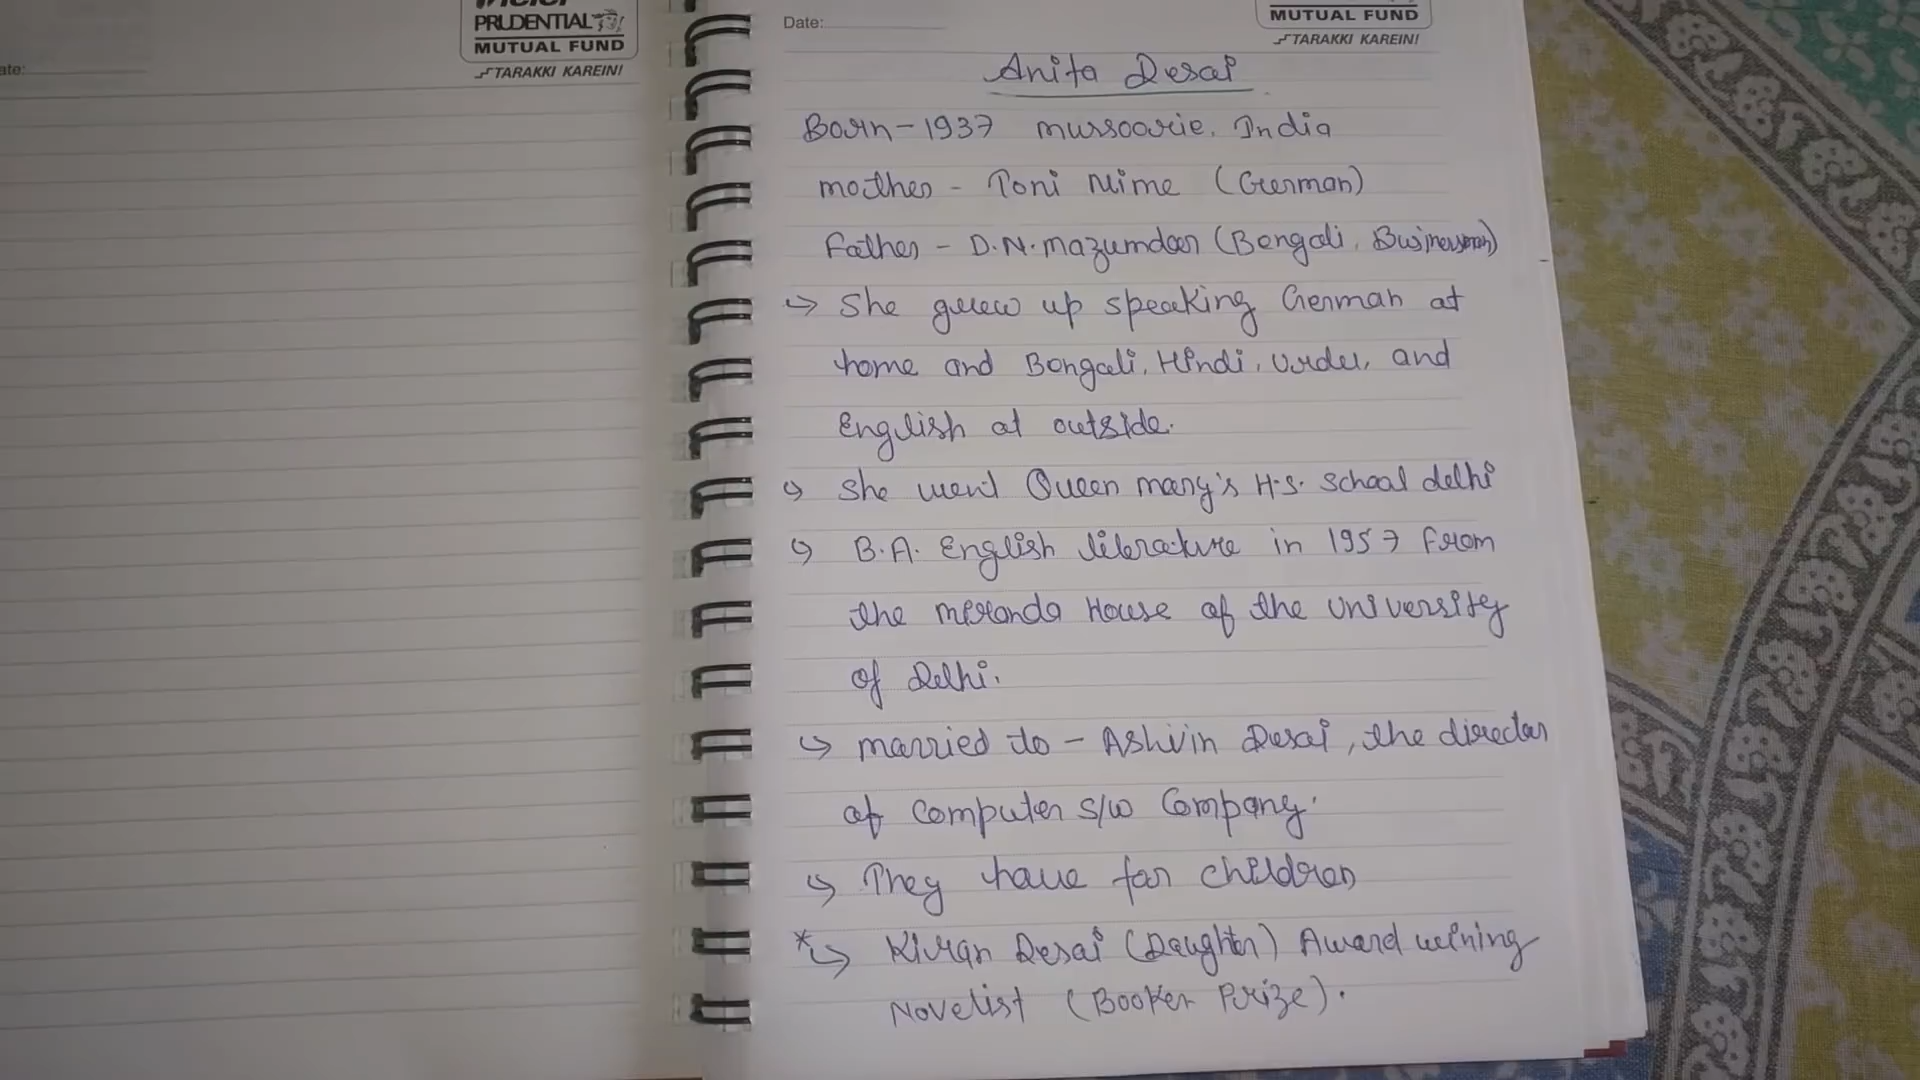 PRUDENTIAL
MUTUAL FUND
TARAKKI KAREIN!
Date:
MUTUAL FUND
TARAKKI KAREIN!
Anita Desai
Born - 1937 mussoorie, India
mother - Toni Nime (German)
Father - D.N. mazumdar (Bengali, Businessman)
↪ She grew up speaking German at
home and Bengali, Hindi, Urdu, and
English at outside.
↪ She went Queen mary's H.S. School delhi
↪ B.A. English literature in 1957 from
the miranda House of the University
of Delhi.
↪ married to - Ashvin Desai, the director
of computer s/w Company.
↪ They have for children
*↪ Kiran Desai (Daughter) Award wining
Novelist (Booker Prize).